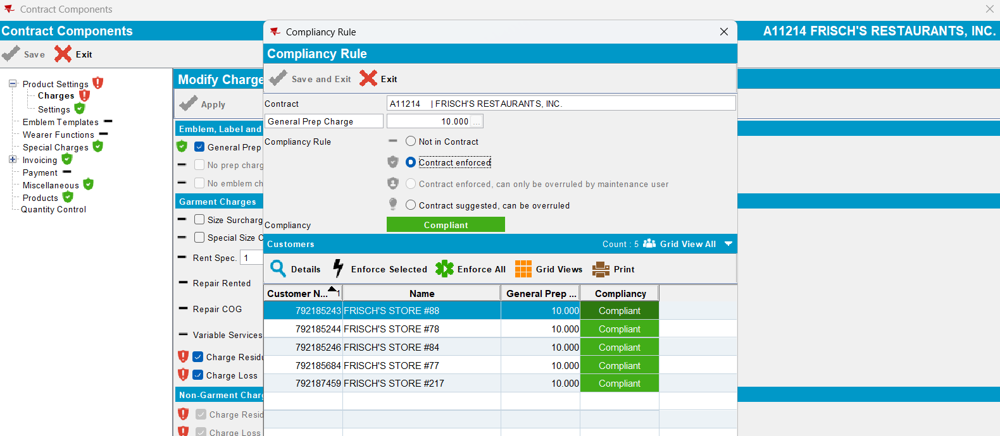 Contract Components
Contract Components
A11214 FRISCH'S RESTAURANTS, INC.
Save
Exit
Product Settings
Charges
Settings
Emblem Templates
Wearer Functions
Special Charges
Invoicing
Payment
Miscellaneous
Products
Quantity Control
Modify Charge
Apply
Emblem, Label and
General Prep
No prep charg
No emblem ch
Garment Charges
Size Surcharg
Special Size C
Rent Spec. 1
Repair Rented
Repair COG
Variable Services
Charge Residu
Charge Loss
Non-Garment Charg
Charge Resid
Charge Loss
Compliancy Rule
Compliancy Rule
Save and Exit
Exit
Contract
A11214 | FRISCH'S RESTAURANTS, INC.
General Prep Charge
10.000 ...
Compliancy Rule
Not in Contract
Contract enforced
Contract enforced, can only be overruled by maintenance user
Contract suggested, can be overruled
Compliancy
Compliant
Customers
Count : 5
Grid View All
Details
Enforce Selected
Enforce All
Grid Views
Print
Customer N... 1 Name General Prep ... Compliancy
792185243 FRISCH'S STORE #88 10.000 Compliant
792185244 FRISCH'S STORE #78 10.000 Compliant
792185246 FRISCH'S STORE #84 10.000 Compliant
792185684 FRISCH'S STORE #77 10.000 Compliant
792187459 FRISCH'S STORE #217 10.000 Compliant